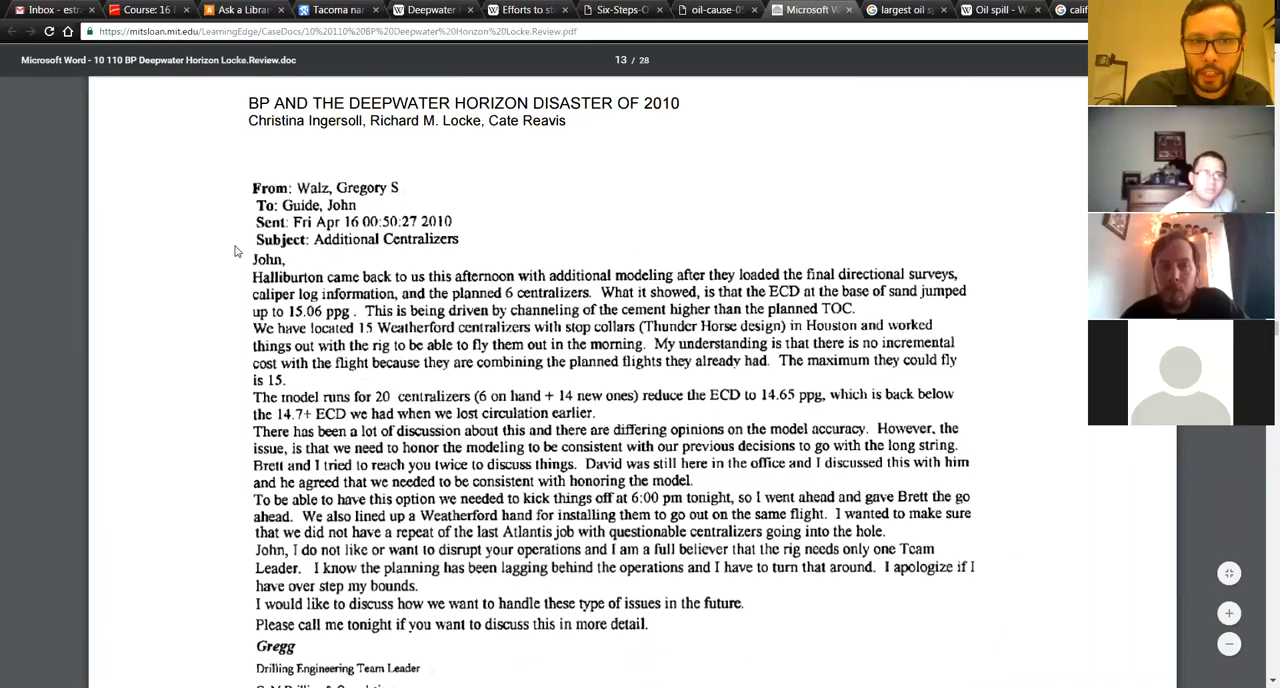 Inbox - estr
Course: 16
Ask a Librar
Tacoma nar
Deepwater
Efforts to st
Six-Steps-O
oil-cause-0
Microsoft W
largest oil s
Oil spill - W
calif
https://mitsloan.mit.edu/LearningEdge/CaseDocs/10%20110%20BP%20Deepwater%20Horizon%20Locke.Review.pdf
Microsoft Word - 10 110 BP Deepwater Horizon Locke.Review.doc
13 / 28
BP AND THE DEEPWATER HORIZON DISASTER OF 2010
Christina Ingersoll, Richard M. Locke, Cate Reavis
From: Walz, Gregory S
To: Guide, John
Sent: Fri Apr 16 00:50:27 2010
Subject: Additional Centralizers
John,
Halliburton came back to us this afternoon with additional modeling after they loaded the final directional surveys,
caliper log information, and the planned 6 centralizers. What it showed, is that the ECD at the base of sand jumped
up to 15.06 ppg . This is being driven by channeling of the cement higher than the planned TOC.
We have located 15 Weatherford centralizers with stop collars (Thunder Horse design) in Houston and worked
things out with the rig to be able to fly them out in the morning. My understanding is that there is no incremental
cost with the flight because they are combining the planned flights they already had. The maximum they could fly
is 15.
The model runs for 20 centralizers (6 on hand + 14 new ones) reduce the ECD to 14.65 ppg, which is back below
the 14.7+ ECD we had when we lost circulation earlier.
There has been a lot of discussion about this and there are differing opinions on the model accuracy. However, the
issue, is that we need to honor the modeling to be consistent with our previous decisions to go with the long string.
Brett and I tried to reach you twice to discuss things. David was still here in the office and I discussed this with him
and he agreed that we needed to be consistent with honoring the model.
To be able to have this option we needed to kick things off at 6:00 pm tonight, so I went ahead and gave Brett the go
ahead. We also lined up a Weatherford hand for installing them to go out on the same flight. I wanted to make sure
that we did not have a repeat of the last Atlantis job with questionable centralizers going into the hole.
John, I do not like or want to disrupt your operations and I am a full believer that the rig needs only one Team
Leader. I know the planning has been lagging behind the operations and I have to turn that around. I apologize if I
have over step my bounds.
I would like to discuss how we want to handle these type of issues in the future.
Please call me tonight if you want to discuss this in more detail.
Gregg
Drilling Engineering Team Leader